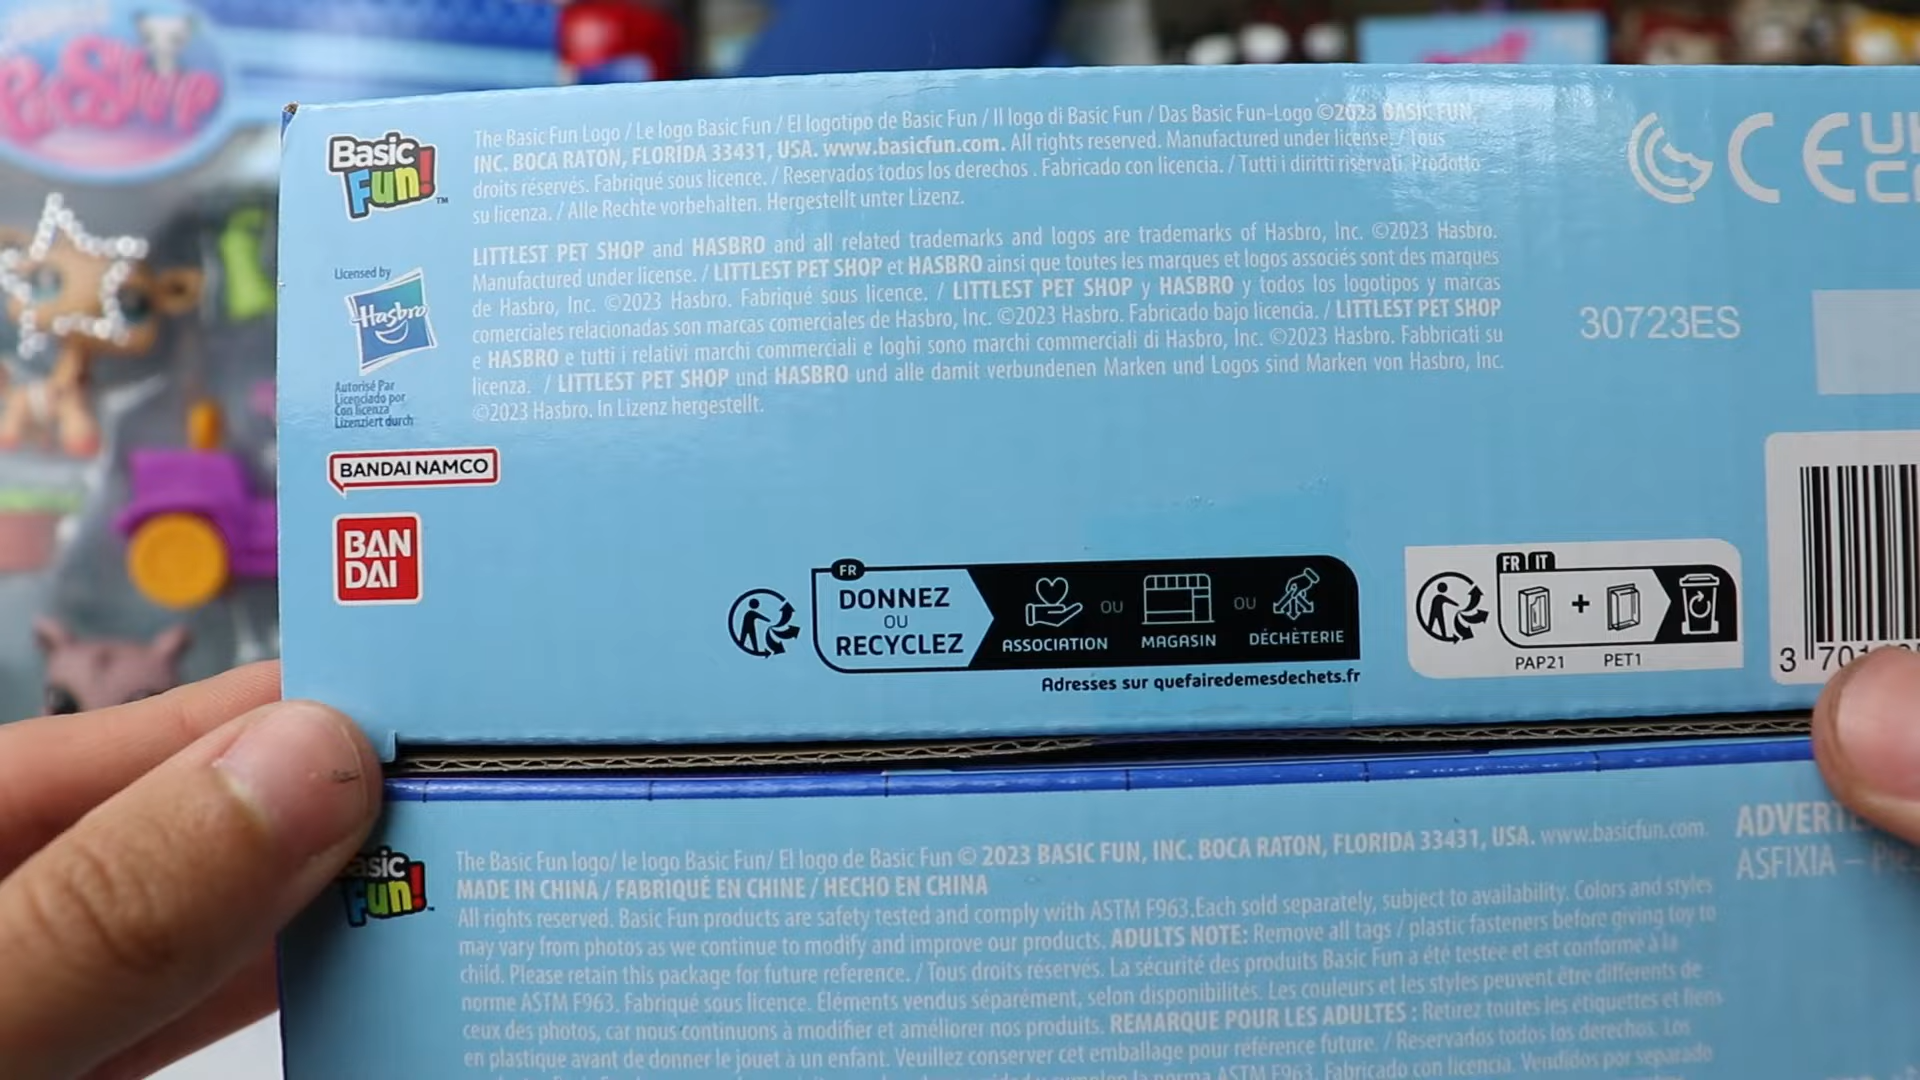 PetShop
Basic
Fun!™
The Basic Fun Logo / Le logo Basic Fun / El logotipo de Basic Fun / Il logo di Basic Fun / Das Basic Fun-Logo ©2023 BASIC FUN,
INC. BOCA RATON, FLORIDA 33431, USA. www.basicfun.com. All rights reserved. Manufactured under license. / Tous
droits réservés. Fabriqué sous licence. / Reservados todos los derechos . Fabricado con licencia. / Tutti i diritti riservati. Prodotto
su licenza. / Alle Rechte vorbehalten. Hergestellt unter Lizenz.
CE
LITTLEST PET SHOP and HASBRO and all related trademarks and logos are trademarks of Hasbro, Inc. ©2023 Hasbro.
Manufactured under license. / LITTLEST PET SHOP et HASBRO ainsi que toutes les marques et logos associés sont des marques
de Hasbro, Inc. ©2023 Hasbro. Fabriqué sous licence. / LITTLEST PET SHOP y HASBRO y todos los logotipos y marcas
comerciales relacionadas son marcas comerciales de Hasbro, Inc. ©2023 Hasbro. Fabricado bajo licencia. / LITTLEST PET SHOP
e HASBRO e tutti i relativi marchi commerciali e loghi sono marchi commerciali di Hasbro, Inc. ©2023 Hasbro. Fabbricati su
licenza. / LITTLEST PET SHOP und HASBRO und alle damit verbundenen Marken und Logos sind Marken von Hasbro, Inc.
©2023 Hasbro. In Lizenz hergestellt.
Licensed by
Hasbro
Autorisé Par
Licenciado por
Con licenza
Lizenziert durch
30723ES
BANDAI NAMCO
BAN
DAI
FR
DONNEZ
OU
RECYCLEZ
ASSOCIATION
OU
MAGASIN
OU
DÉCHÈTERIE
Adresses sur quefairedemesdechets.fr
FR IT
+
PAP21
PET1
3 701
Fun!
The Basic Fun logo/ le logo Basic Fun/ El logo de Basic Fun © 2023 BASIC FUN, INC. BOCA RATON, FLORIDA 33431, USA. www.basicfun.com.
MADE IN CHINA / FABRIQUÉ EN CHINE / HECHO EN CHINA
All rights reserved. Basic Fun products are safety tested and comply with ASTM F963.Each sold separately, subject to availability. Colors and styles
may vary from photos as we continue to modify and improve our products. ADULTS NOTE: Remove all tags / plastic fasteners before giving toy to
child. Please retain this package for future reference. / Tous droits réservés. La sécurité des produits Basic Fun a été testée et est conforme à la
norme ASTM F963. Fabriqué sous licence. Éléments vendus séparément, selon disponibilités. Les couleurs et les styles peuvent être différents de
ceux des photos, car nous continuons à modifier et améliorer nos produits. REMARQUE POUR LES ADULTES : Retirez toutes les étiquettes et liens
en plastique avant de donner le jouet à un enfant. Veuillez conserver cet emballage pour référence future. / Reservados todos los derechos. Los
la norma ASTM F963. Fabricado con licencia. Vendidos por separado
ASFIXIA –